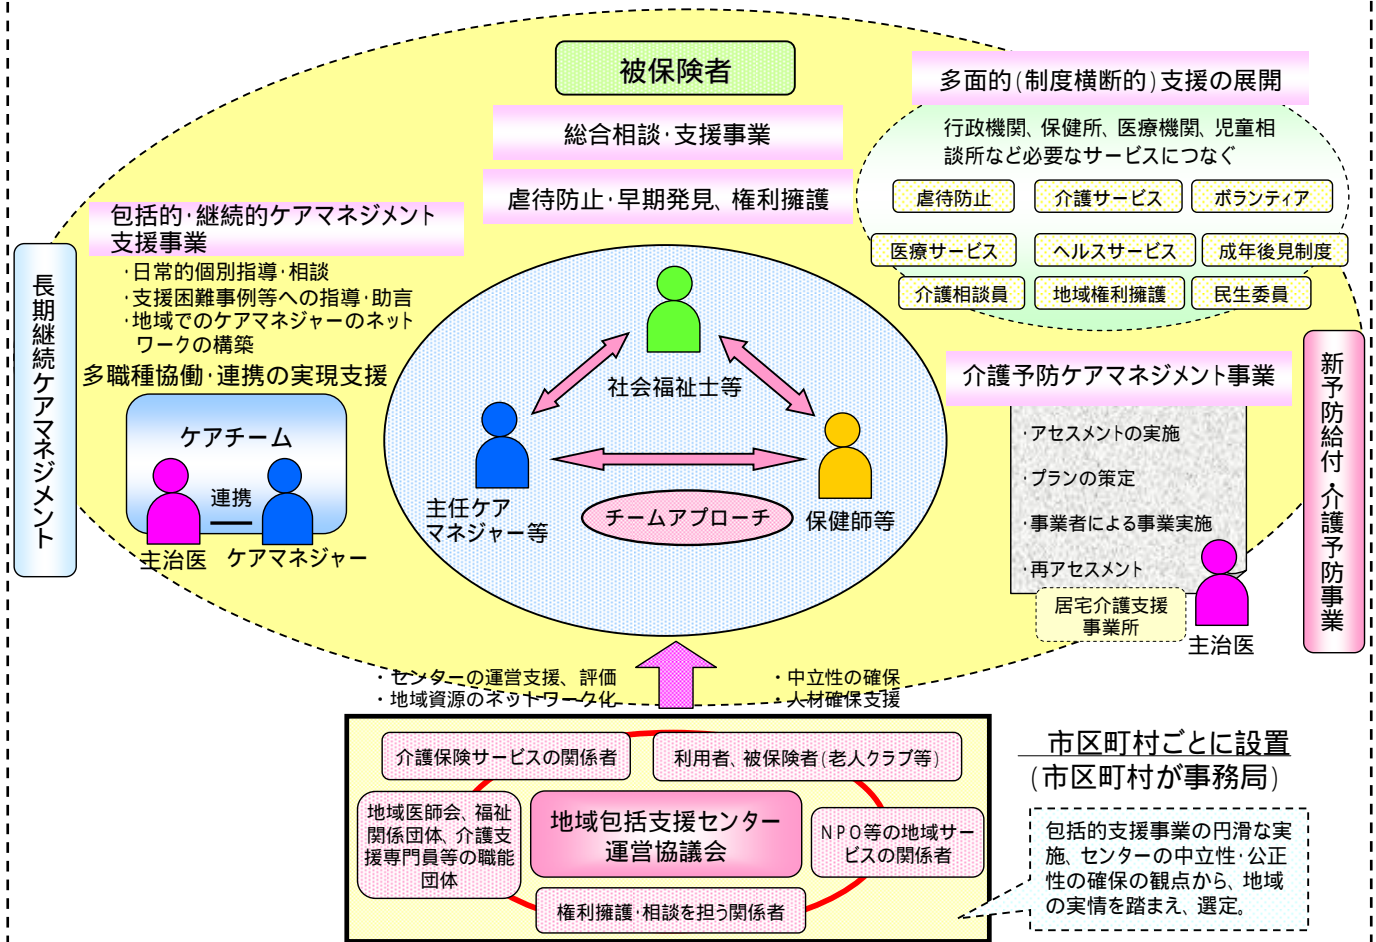 被保険者
総合相談・支援事業
虐待防止・早期発見、権利擁護
多面的(制度横断的)支援の展開
行政機関、保健所、医療機関、児童相
談所など必要なサービスにつなぐ
虐待防止
介護サービス
ボランティア
医療サービス
ヘルスサービス
成年後見制度
介護相談員
地域権利擁護
民生委員
包括的・継続的ケアマネジメント
支援事業
・日常的個別指導・相談
・支援困難事例等への指導・助言
・地域でのケアマネジャーのネット
ワークの構築
多職種協働・連携の実現支援
ケアチーム
連携
主治医
ケアマネジャー
長期継続ケアマネジメント
社会福祉士等
主任ケア
マネジャー等
チームアプローチ
保健師等
介護予防ケアマネジメント事業
・アセスメントの実施
・プランの策定
・事業者による事業実施
・再アセスメント
居宅介護支援
事業所
主治医
新予防給付・介護予防事業
・センターの運営支援、評価
・地域資源のネットワーク化
・中立性の確保
・人材確保支援
介護保険サービスの関係者
利用者、被保険者(老人クラブ等)
地域医師会、福祉
関係団体、介護支
援専門員等の職能
団体
地域包括支援センター
運営協議会
NPO等の地域サー
ビスの関係者
権利擁護・相談を担う関係者
市区町村ごとに設置
(市区町村が事務局)
包括的支援事業の円滑な実
施、センターの中立性・公正
性の確保の観点から、地域
の実情を踏まえ、選定。